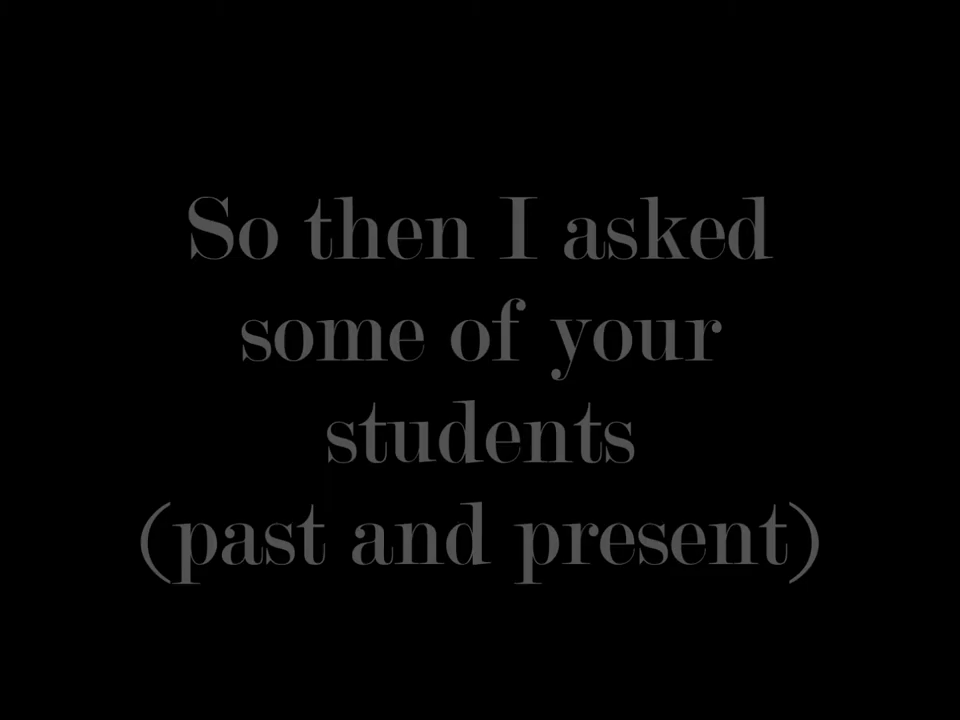 So then I asked
some of your
students
(past and present)